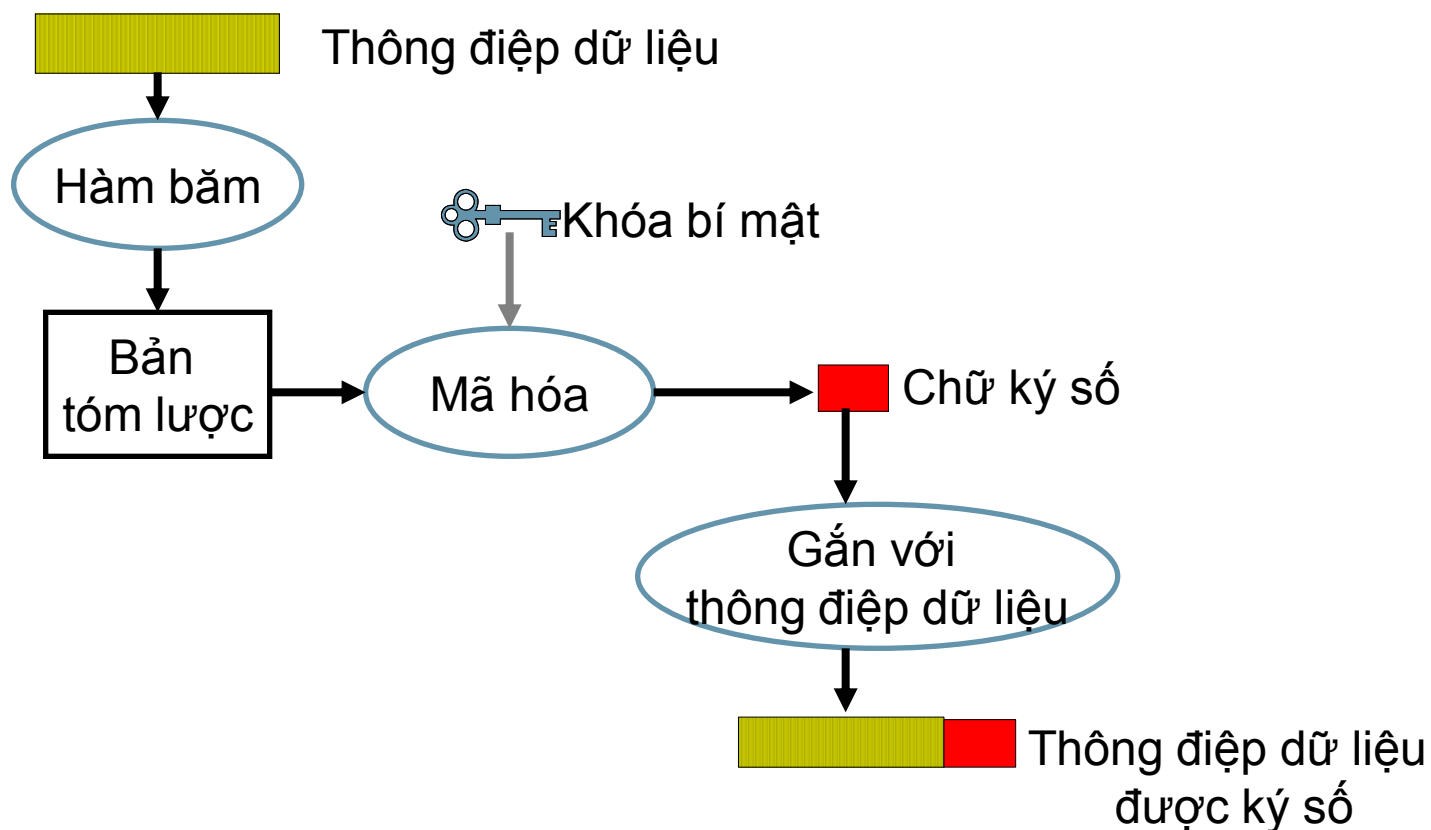 Thông điệp dữ liệu
Hàm băm
Khóa bí mật
Bản
tóm lược
Mã hóa
Chữ ký số
Gắn với
thông điệp dữ liệu
Thông điệp dữ liệu
được ký số